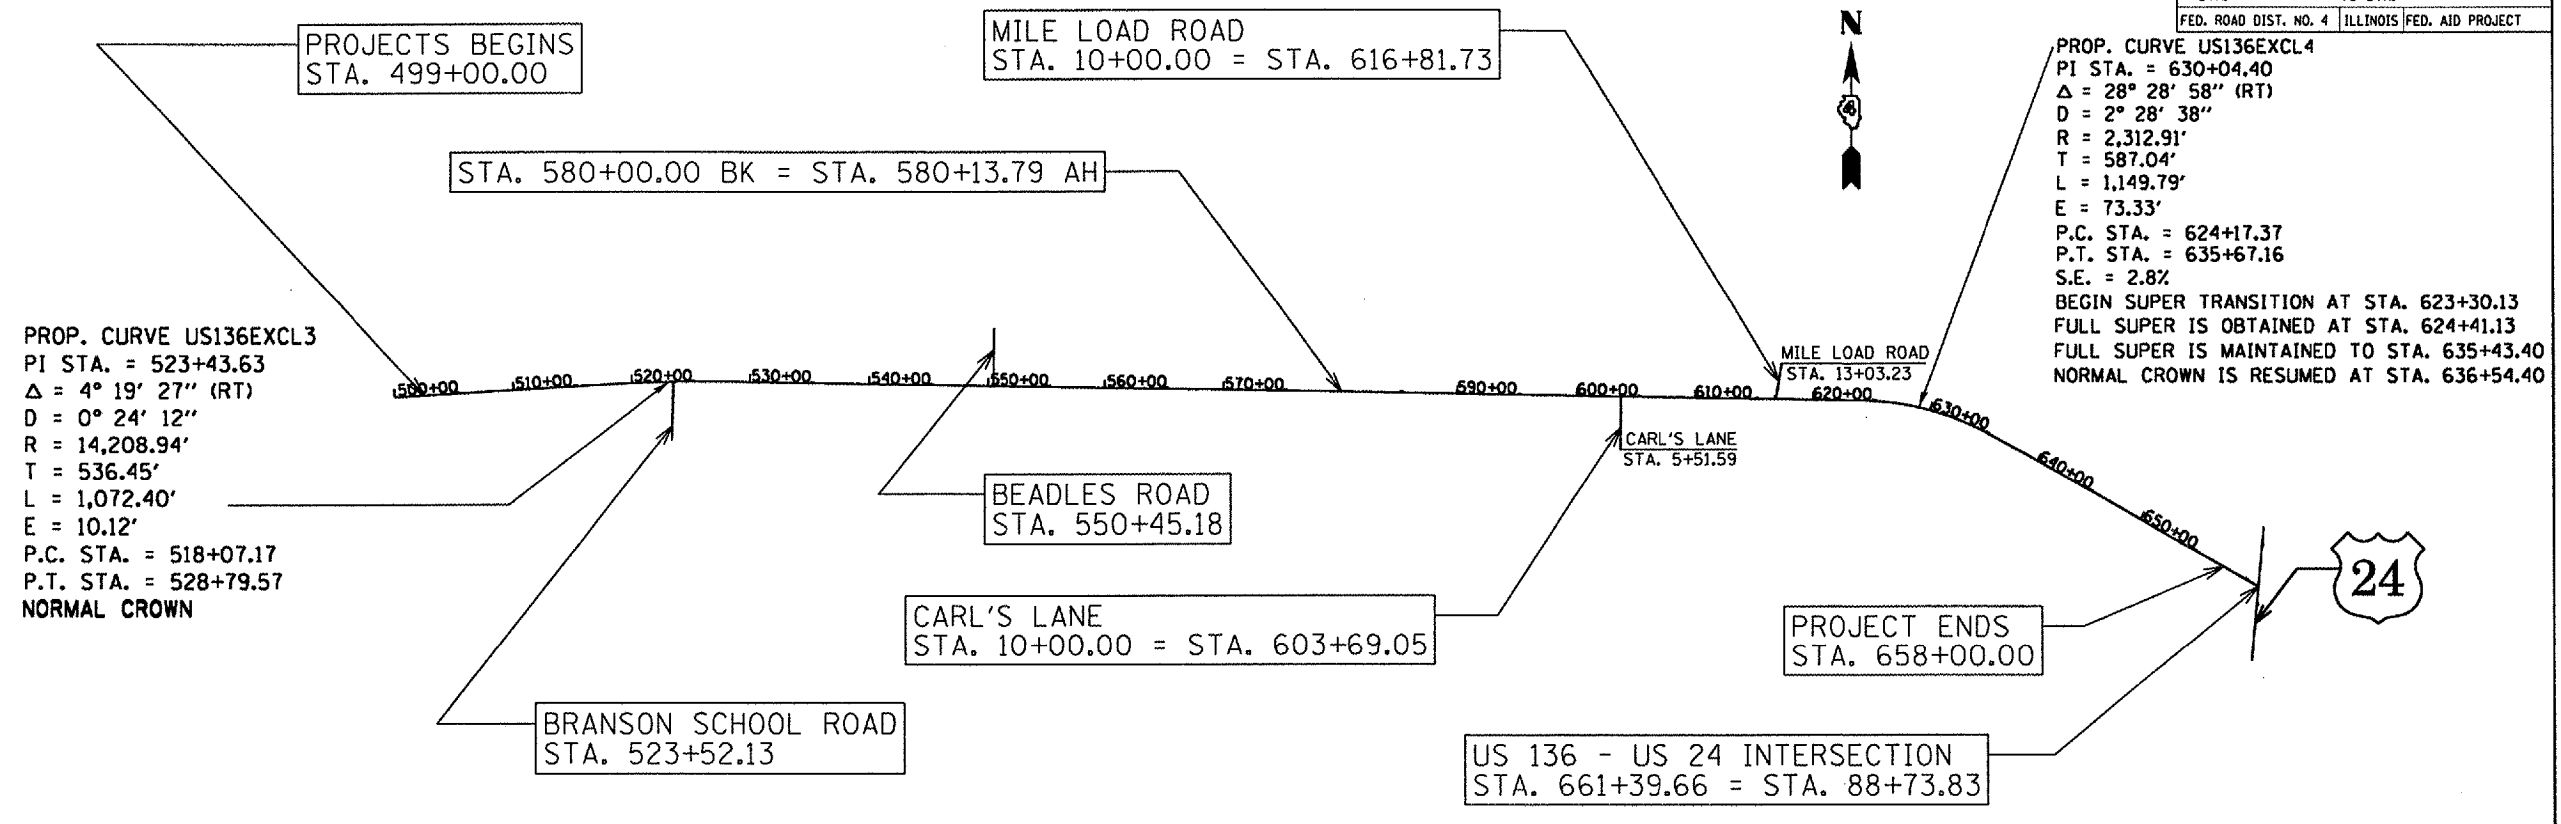 FED. ROAD DIST. NO. 4 ILLINOIS FED. AID PROJECT
PROJECTS BEGINS
STA. 499+00.00
MILE LOAD ROAD
STA. 10+00.00 = STA. 616+81.73
N
PROP. CURVE US136EXCL4
PI STA. = 630+04.40
Δ = 28° 28' 58" (RT)
D = 2° 28' 38"
R = 2,312.91'
T = 587.04'
L = 1,149.79'
E = 73.33'
P.C. STA. = 624+17.37
P.T. STA. = 635+67.16
S.E. = 2.8%
BEGIN SUPER TRANSITION AT STA. 623+30.13
FULL SUPER IS OBTAINED AT STA. 624+41.13
FULL SUPER IS MAINTAINED TO STA. 635+43.40
NORMAL CROWN IS RESUMED AT STA. 636+54.40
STA. 580+00.00 BK = STA. 580+13.79 AH
PROP. CURVE US136EXCL3
PI STA. = 523+43.63
Δ = 4° 19' 27" (RT)
D = 0° 24' 12"
R = 14,208.94'
T = 536.45'
L = 1,072.40'
E = 10.12'
P.C. STA. = 518+07.17
P.T. STA. = 528+79.57
NORMAL CROWN
500+00
510+00
520+00
530+00
540+00
550+00
560+00
570+00
590+00
600+00
610+00
620+00
630+00
640+00
650+00
MILE LOAD ROAD
STA. 13+03.23
CARL'S LANE
STA. 5+51.59
BEADLES ROAD
STA. 550+45.18
CARL'S LANE
STA. 10+00.00 = STA. 603+69.05
BRANSON SCHOOL ROAD
STA. 523+52.13
PROJECT ENDS
STA. 658+00.00
24
US 136 - US 24 INTERSECTION
STA. 661+39.66 = STA. 88+73.83